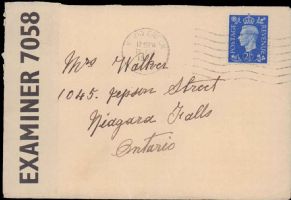 EXAMINER 7058
POSTAGE REVENUE
Mrs Walker
1045. Jepson Street
Niagara Falls
Ontario